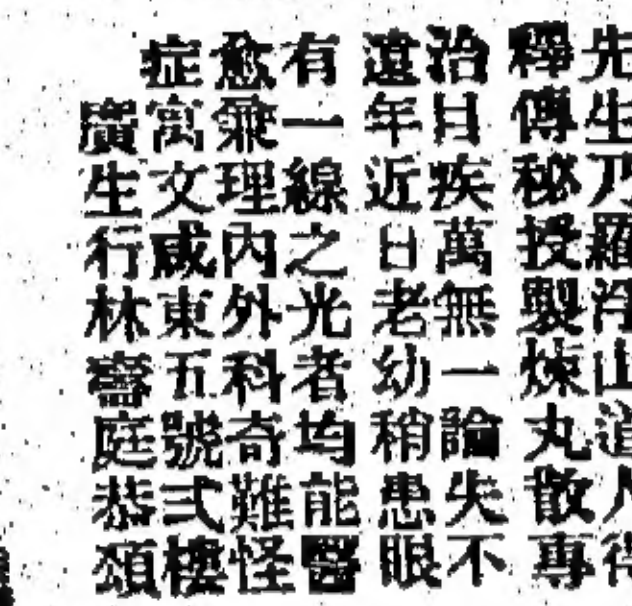 先生乃羅浮山道人得
釋傳秘授製煉丸散專
治目疾萬無一論失不
遠年近日老幼稍患眼
有一線之光者均能醫
愈兼理內外科奇難怪
症寓文咸東五號弍樓
廣生行林庭恭頌